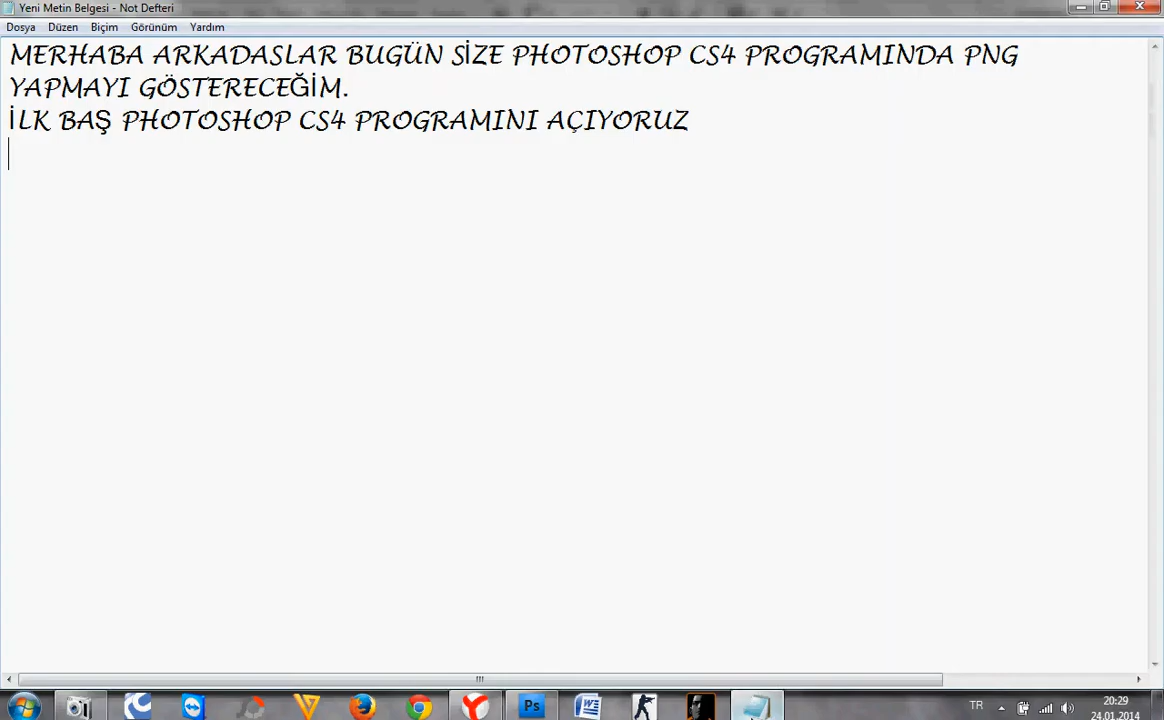 Yeni Metin Belgesi - Not Defteri
Dosya Düzen Biçim Görünüm Yardım
MERHABA ARKADASLAR BUGÜN SİZE PHOTOSHOP CS4 PROGRAMINDA PNG
YAPMAYI GÖSTERECEĞİM.
İLK BAŞ PHOTOSHOP CS4 PROGRAMINI AÇIYORUZ
Ps
TR
20:29
24.01.2014